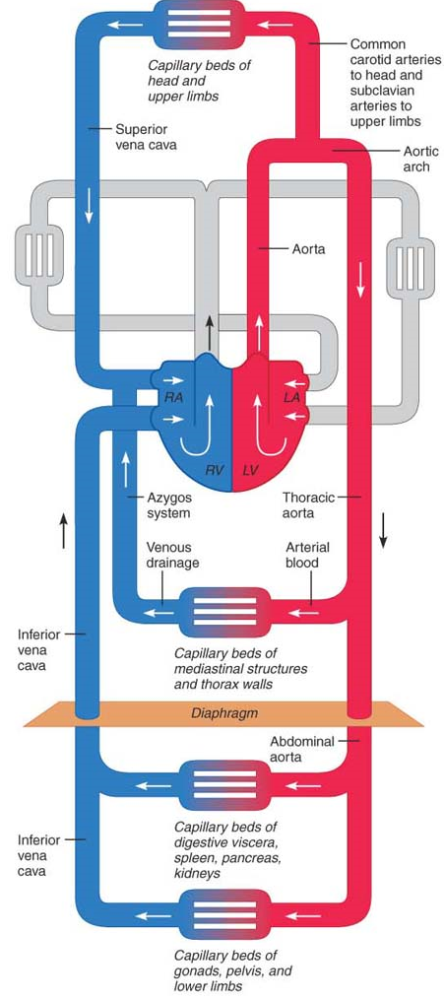 Capillary beds of
head and
upper limbs
Common
carotid arteries
to head and
subclavian
arteries to
upper limbs
Superior
vena cava
Aortic
arch
Aorta
RA
LA
RV
LV
Azygos
system
Thoracic
aorta
Venous
drainage
Arterial
blood
Inferior
vena
cava
Capillary beds of
mediastinal structures
and thorax walls
Diaphragm
Abdominal
aorta
Capillary beds of
digestive viscera,
spleen, pancreas,
kidneys
Inferior
vena
cava
Capillary beds of
gonads, pelvis, and
lower limbs